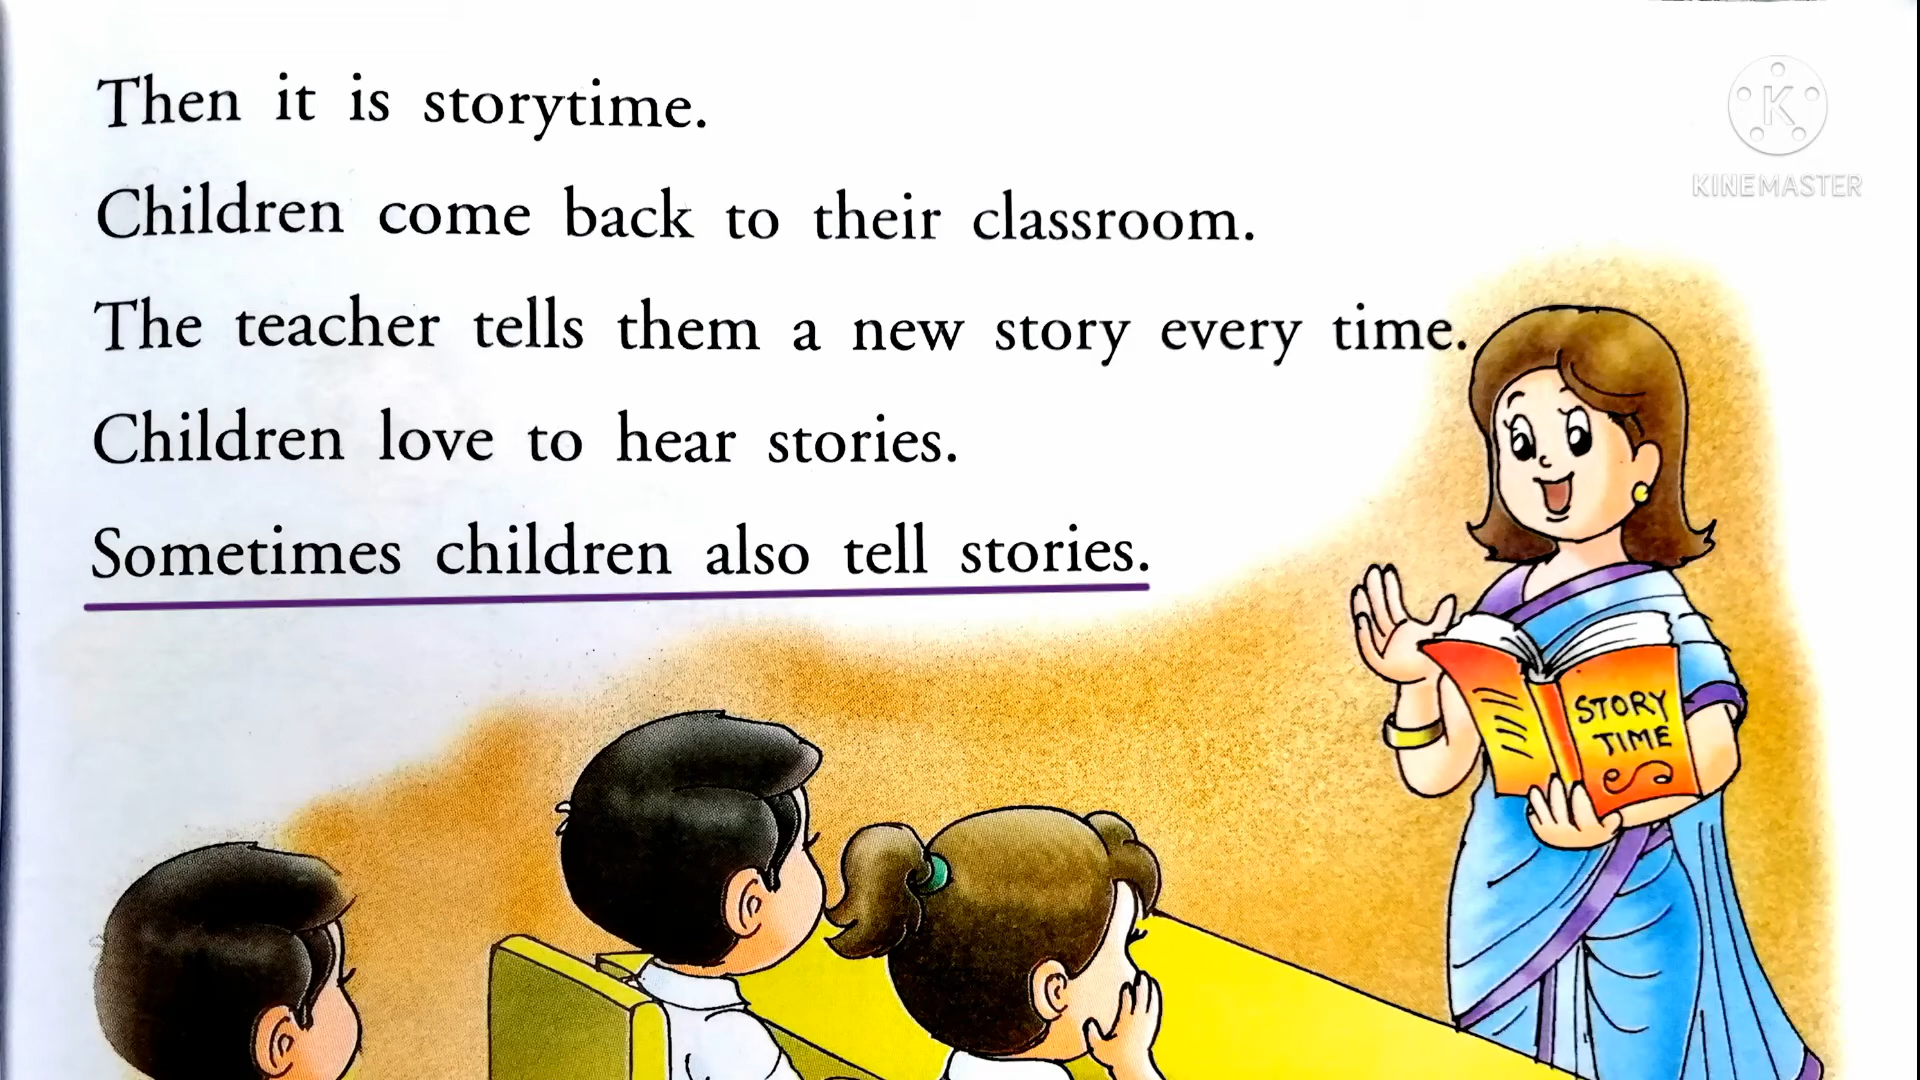 Then it is storytime.
Children come back to their classroom.
The teacher tells them a new story every time.
Children love to hear stories.
Sometimes children also tell stories.
STORY
TIME
K
KINEMASTER